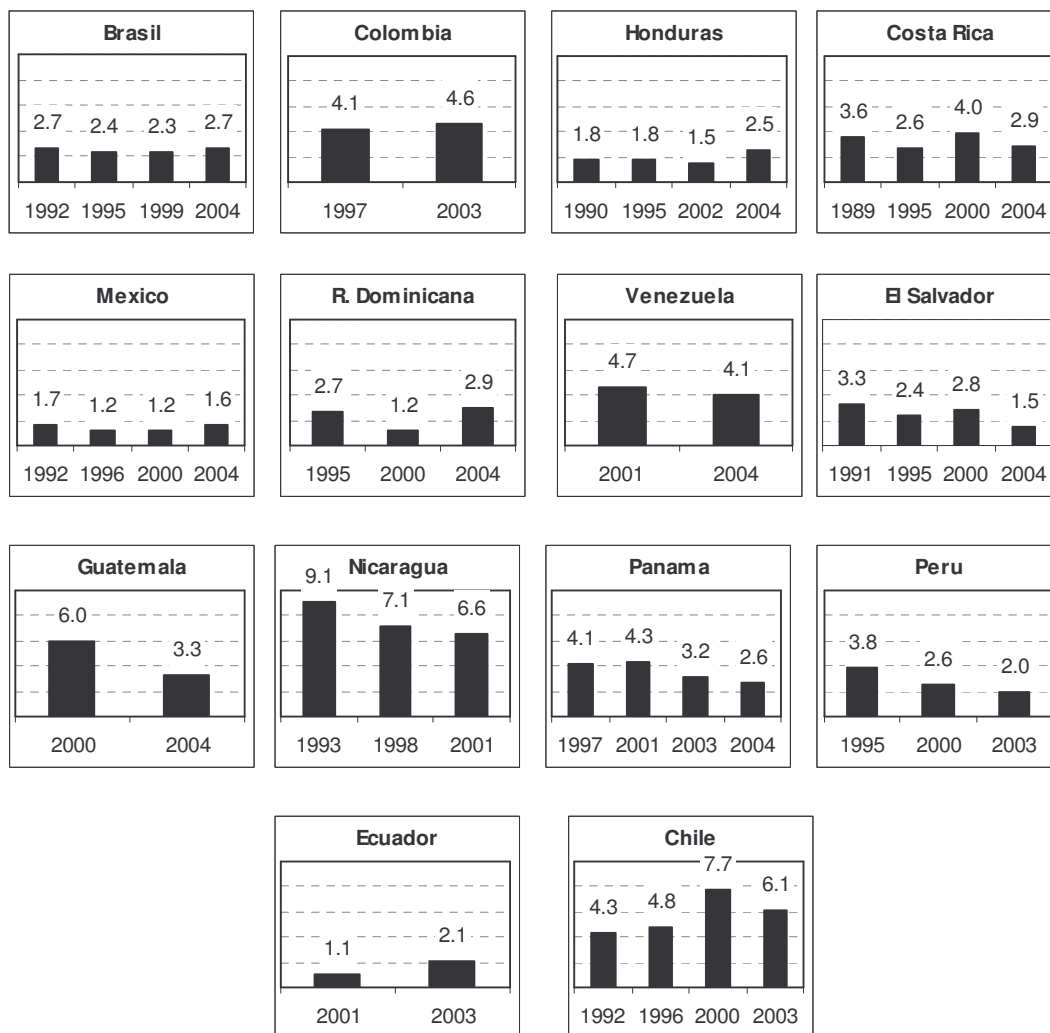 Brasil
2.7 2.4 2.3 2.7
1992 1995 1999 2004
Colombia
4.1 4.6
1997 2003
Honduras
1.8 1.8 1.5 2.5
1990 1995 2002 2004
Costa Rica
3.6 2.6 4.0 2.9
1989 1995 2000 2004
Mexico
1.7 1.2 1.2 1.6
1992 1996 2000 2004
R. Dominicana
2.7 1.2 2.9
1995 2000 2004
Venezuela
4.7 4.1
2001 2004
El Salvador
3.3 2.4 2.8 1.5
1991 1995 2000 2004
Guatemala
6.0 3.3
2000 2004
Nicaragua
9.1 7.1 6.6
1993 1998 2001
Panama
4.1 4.3 3.2 2.6
1997 2001 2003 2004
Peru
3.8 2.6 2.0
1995 2000 2003
Ecuador
1.1 2.1
2001 2003
Chile
4.3 4.8 7.7 6.1
1992 1996 2000 2003